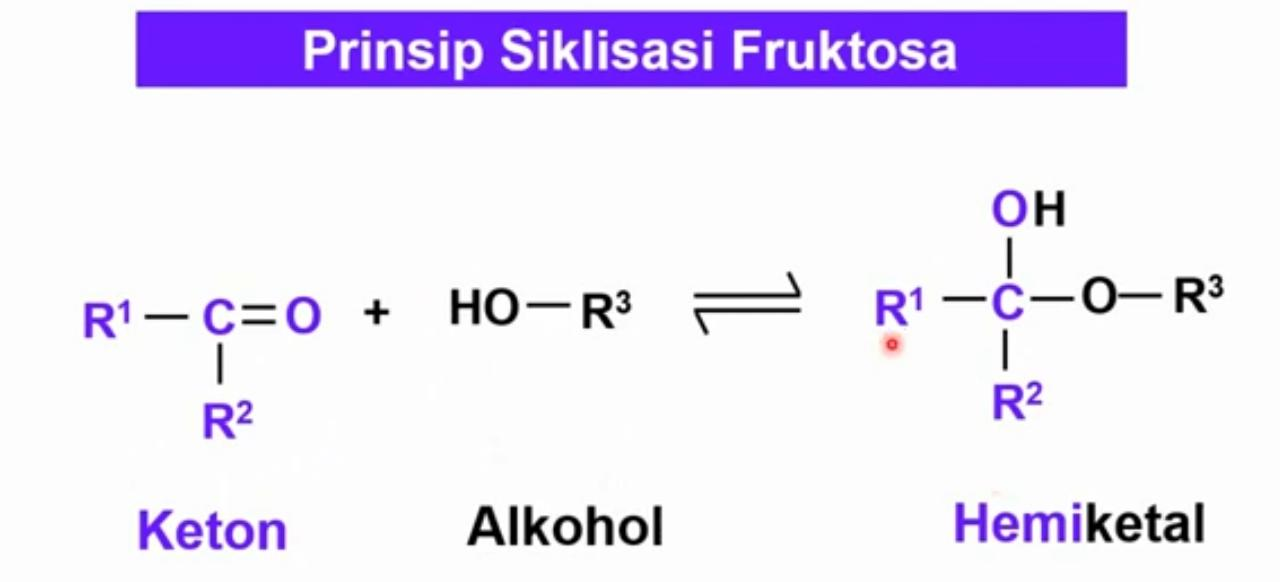 Prinsip Siklisasi Fruktosa
OH
R¹ — C = O + HO — R³ ⇌ R¹ — C — O — R³
R² R²
Keton Alkohol Hemiketal